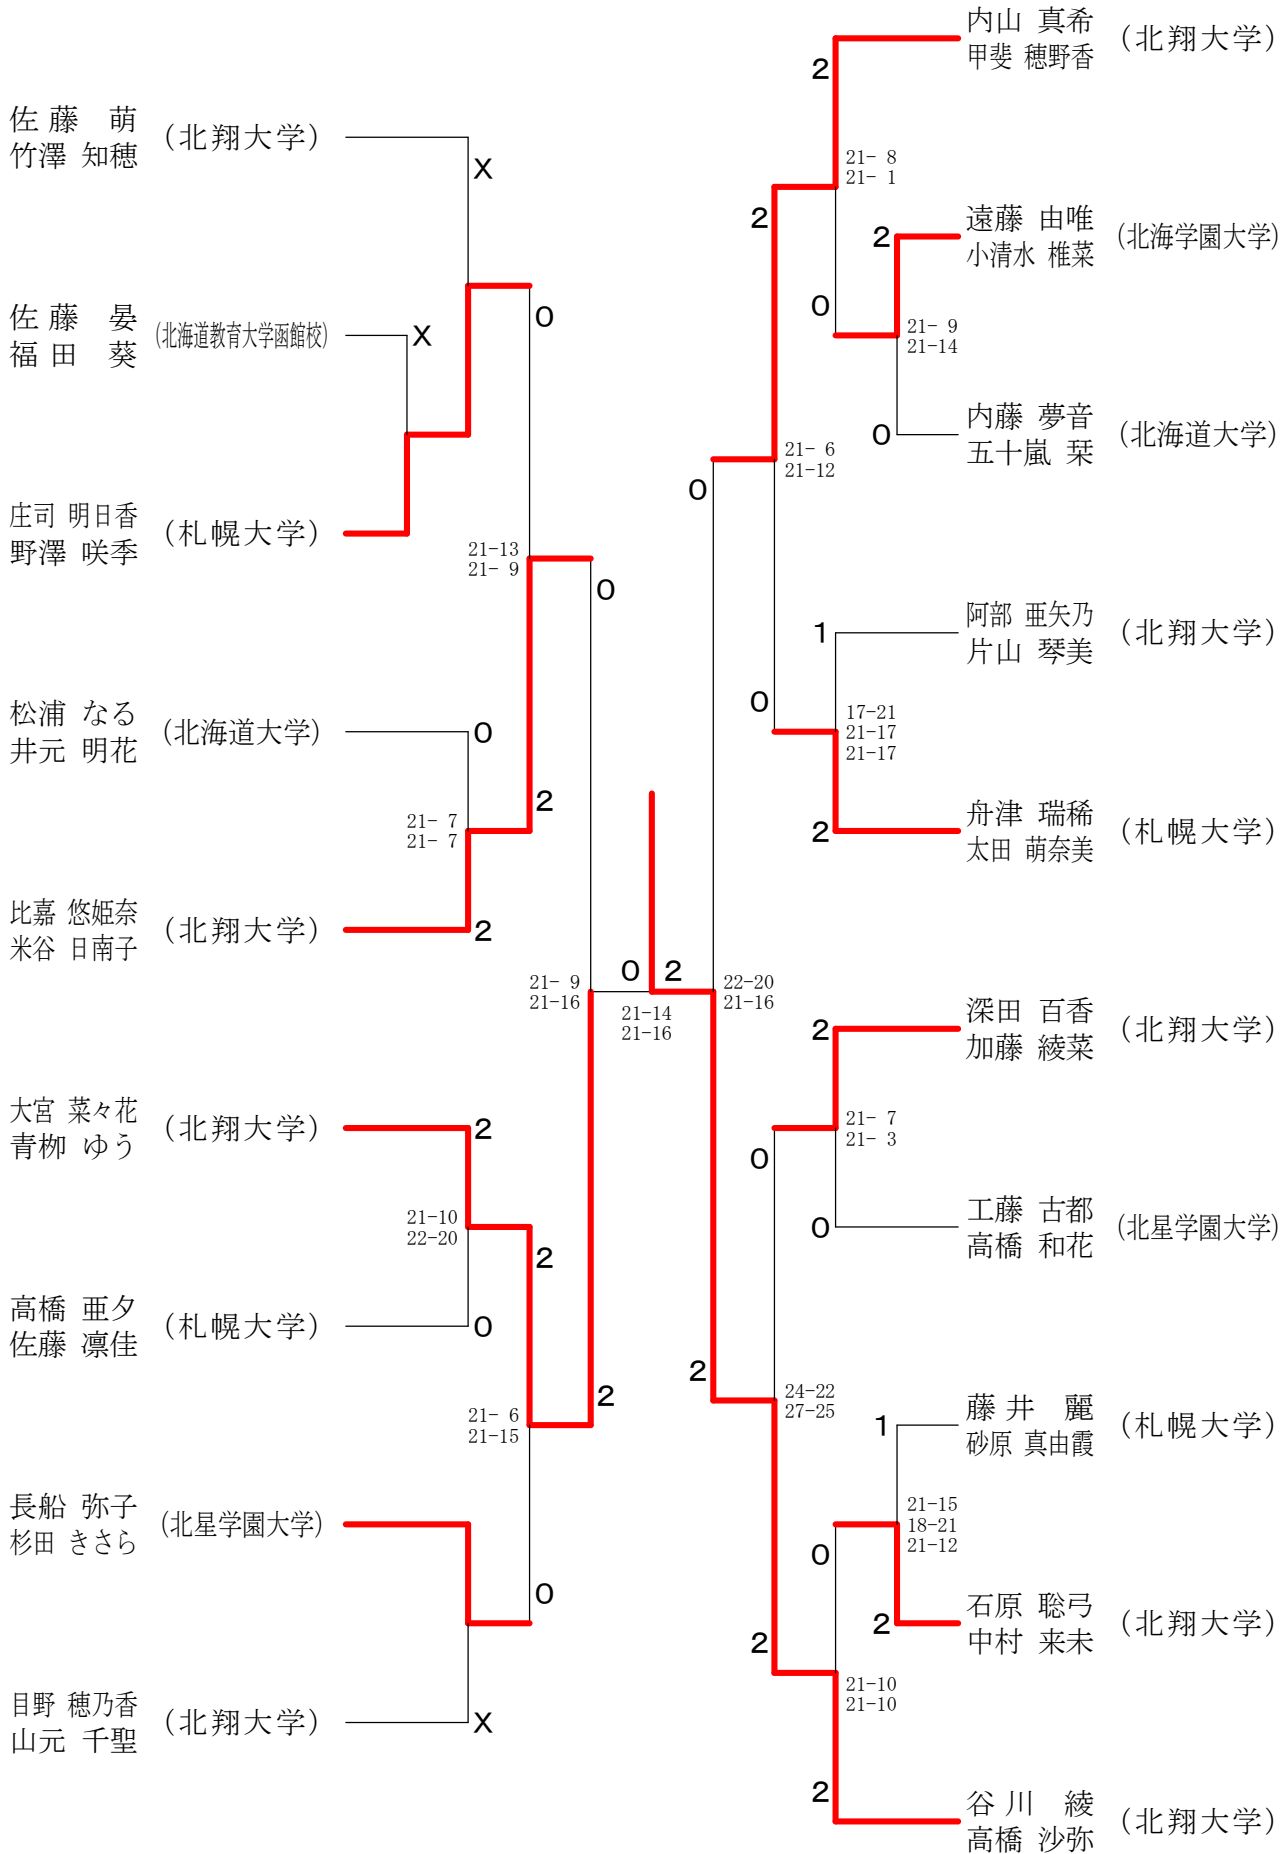 佐藤 萌
竹澤 知穂
(北翔大学)
X
佐藤 晏
福田 葵
(北海道教育大学函館校)
X
庄司 明日香
野澤 咲季
(札幌大学)
0
21-13
21- 9
0
松浦 なる
井元 明花
(北海道大学)
0
21- 7
21- 7
2
比嘉 悠姫奈
米谷 日南子
(北翔大学)
2
21- 9
21-16
大宮 菜々花
青栁 ゆう
(北翔大学)
2
21-10
22-20
2
高橋 亜夕
佐藤 凛佳
(札幌大学)
0
21- 6
21-15
2
長船 弥子
杉田 きさら
(北星学園大学)
0
目野 穂乃香
山元 千聖
(北翔大学)
X
0
2
21-14
21-16
内山 真希
甲斐 穂野香
(北翔大学)
2
21- 8
21- 1
2
遠藤 由唯
小清水 椎菜
(北海学園大学)
2
0
21- 9
21-14
内藤 夢音
五十嵐 栞
(北海道大学)
0
21- 6
21-12
0
阿部 亜矢乃
片山 琴美
(北翔大学)
1
0
17-21
21-17
21-17
舟津 瑞稀
太田 萌奈美
(札幌大学)
2
22-20
21-16
深田 百香
加藤 綾菜
(北翔大学)
2
21- 7
21- 3
0
工藤 古都
高橋 和花
(北星学園大学)
0
2
24-22
27-25
藤井 麗
砂原 真由霞
(札幌大学)
1
21-15
18-21
21-12
0
石原 聡弓
中村 来未
(北翔大学)
2
2
21-10
21-10
谷川 綾
高橋 沙弥
(北翔大学)
2